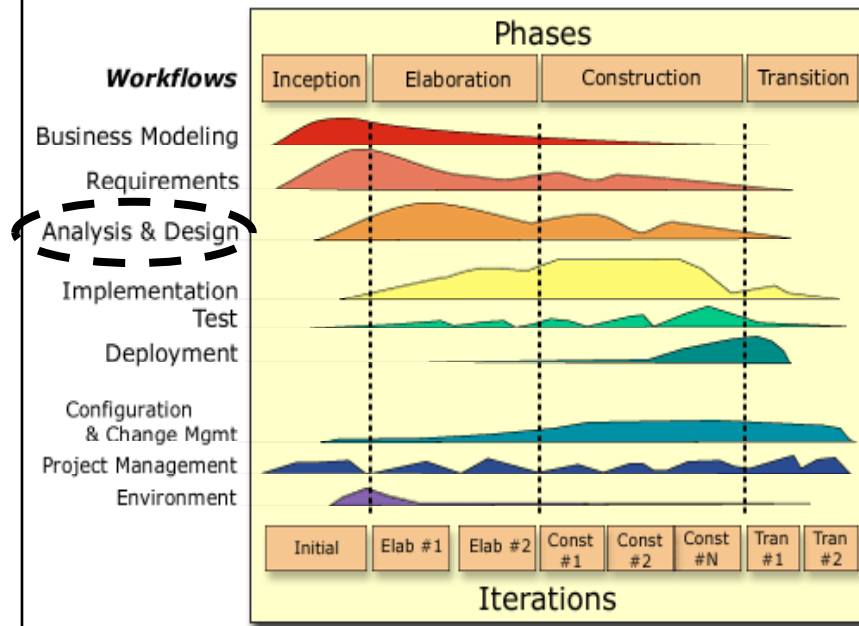 Phases
Workflows
Inception
Elaboration
Construction
Transition
Business Modeling
Requirements
Analysis & Design
Implementation
Test
Deployment
Configuration
& Change Mgmt
Project Management
Environment
Initial
Elab #1
Elab #2
Const
#1
Const
#2
Const
#N
Tran
#1
Tran
#2
Iterations